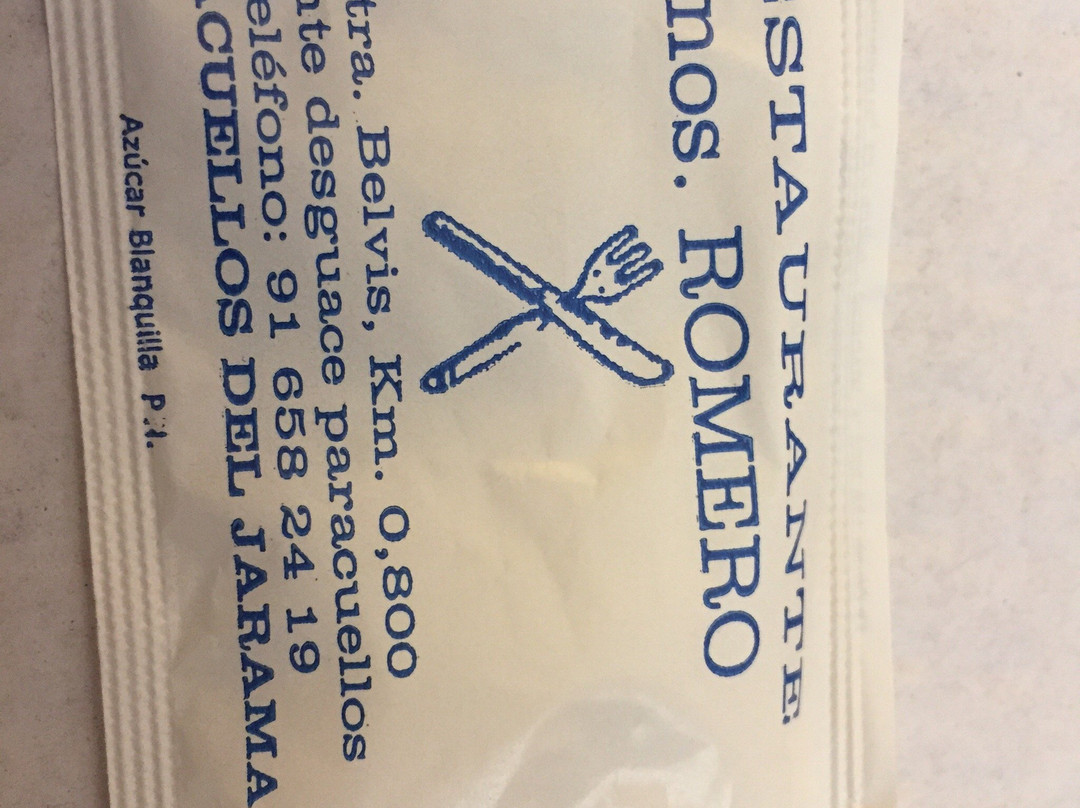 STAURANTE
nos. ROMERO
tra. Belvis, Km. 0,800
nte desguace paracuellos
eléfono: 91 658 24 19
ACUELLOS DEL JARAMA
Azúcar Blanquilla